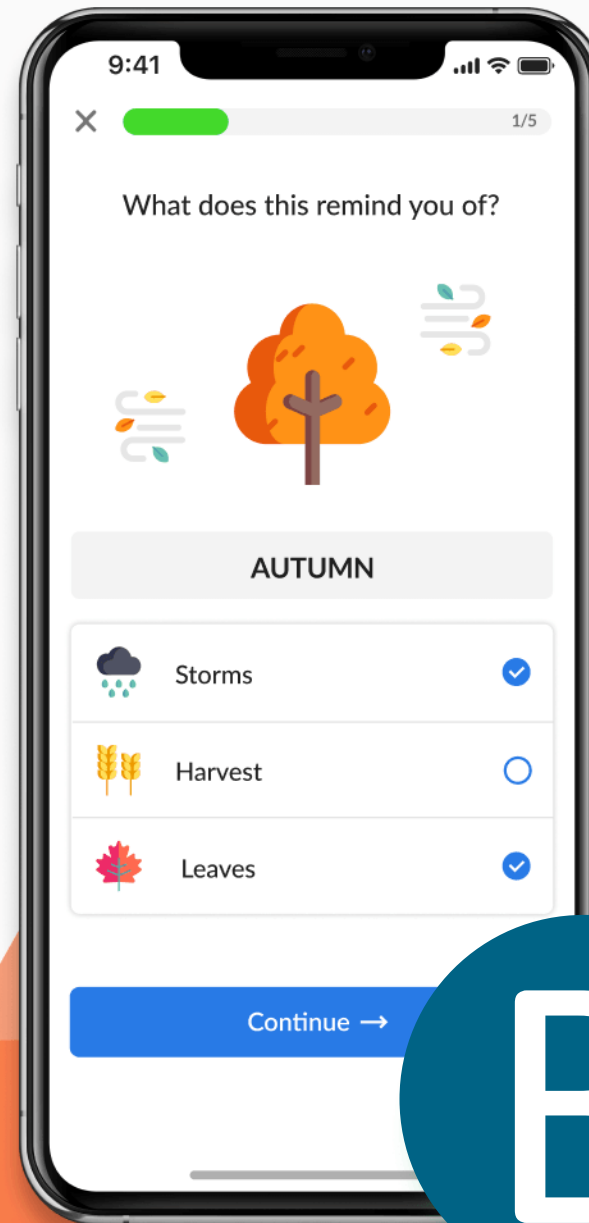 9:41
1/5
What does this remind you of?
AUTUMN
Storms
Harvest
Leaves
Continue →